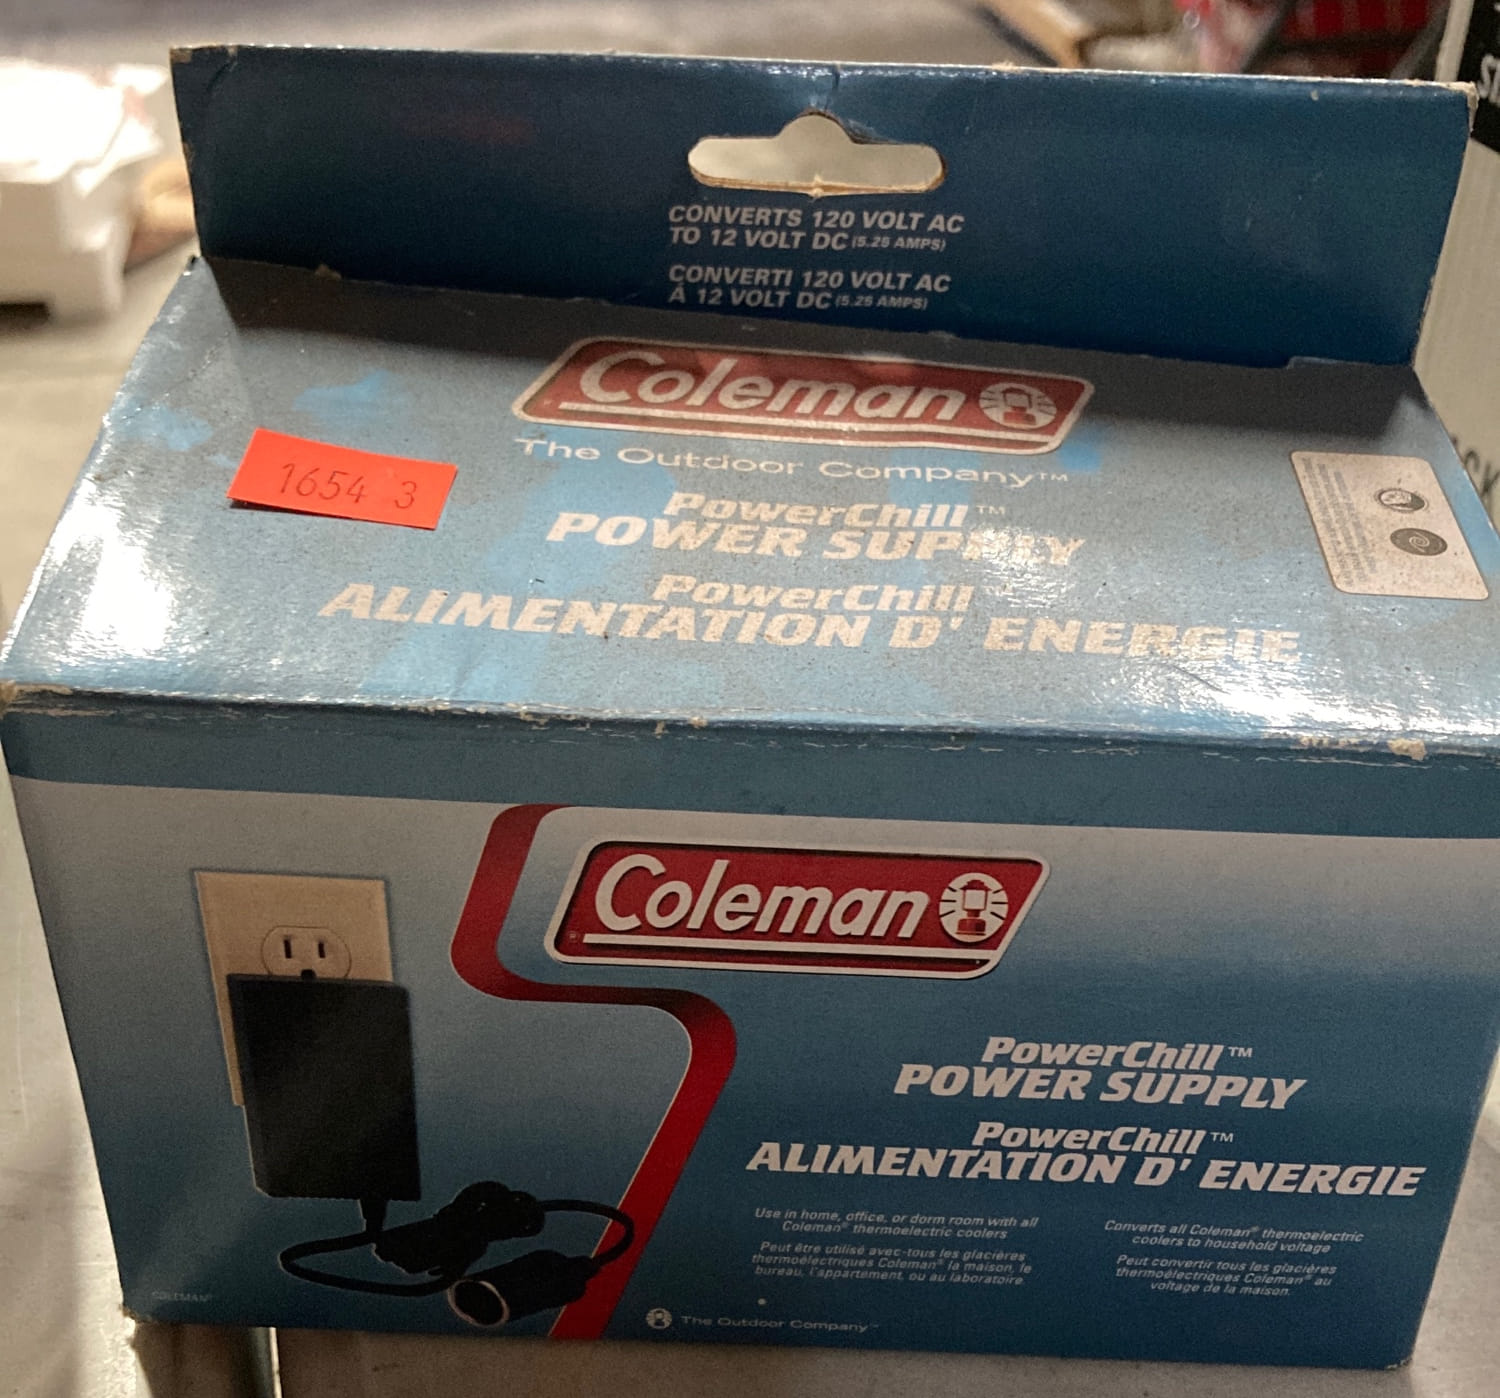 CONVERTS 120 VOLT AC
TO 12 VOLT DC (5.25 AMPS)
CONVERTI 120 VOLT AC
À 12 VOLT DC (5.25 AMPS)
Coleman
The Outdoor Company™
1654 3
PowerChill™
POWER SUPPLY
PowerChill
ALIMENTATION D' ENERGIE
Coleman
PowerChill™
POWER SUPPLY
PowerChill™
ALIMENTATION D' ENERGIE
Use in home, office, or dorm room with all
Coleman® thermoelectric coolers
Peut être utilisé avec-tous les glacières
thermoélectriques Coleman® la maison, le
bureau, l'appartement, ou au laboratoire.
Converts all Coleman® thermoelectric
coolers to household voltage
Peut convertir tous les glacières
thermoélectriques Coleman® au
voltage de la maison.
COLEMAN®
The Outdoor Company™